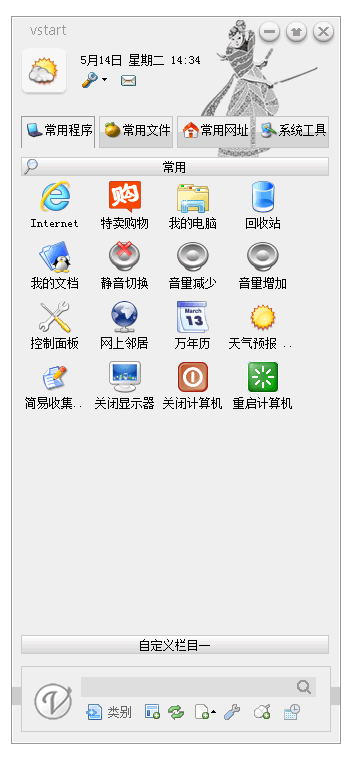 vstart
5月14日 星期二 14:34
常用程序 常用文件 常用网址 系统工具
常用
Internet 特卖购物 我的电脑 回收站
购
我的文档 静音切换 音量减少 音量增加
March
13
控制面板 网上邻居 万年历 天气预报 ..
简易收集.. 关闭显示器 关闭计算机 重启计算机
自定义栏目一
类别